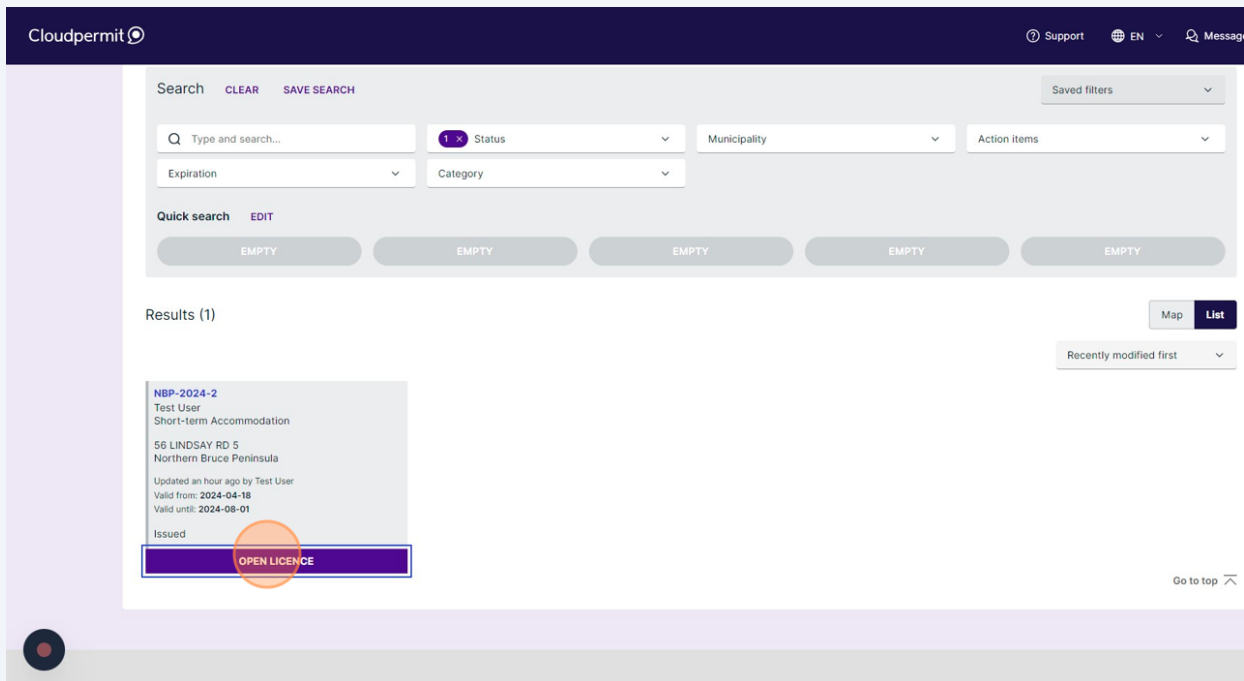 Cloudpermit
Support EN Message
Search CLEAR SAVE SEARCH Saved filters
Type and search... 1 × Status Municipality Action items
Expiration Category
Quick search EDIT
EMPTY EMPTY EMPTY EMPTY EMPTY
Results (1)
Map List
Recently modified first
NBP-2024-2
Test User
Short-term Accommodation
56 LINDSAY RD 5
Northern Bruce Peninsula
Updated an hour ago by Test User
Valid from: 2024-04-18
Valid until: 2024-08-01
Issued
OPEN LICENCE
Go to top